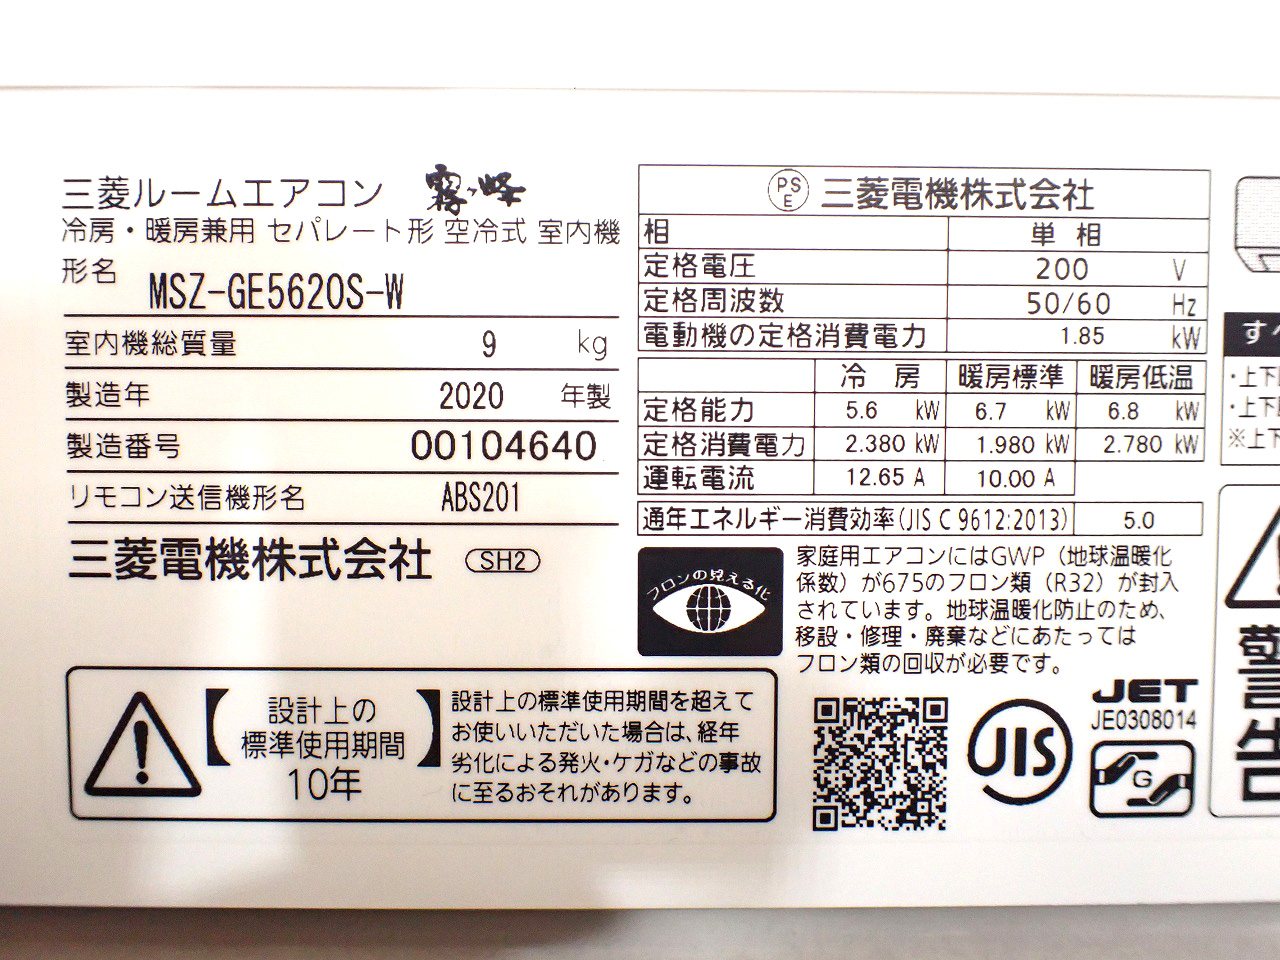 三菱ルームエアコン 霧ヶ峰
冷房・暖房兼用 セパレート形 空冷式 室内機
形名 MSZ-GE5620S-W
室内機総質量 9 kg
製造年 2020 年製
製造番号 00104640
リモコン送信機形名 ABS201
三菱電機株式会社 SH2
設計上の
標準使用期間
10年
設計上の標準使用期間を超えて
お使いいただいた場合は、経年
劣化による発火・ケガなどの事故
に至るおそれがあります。
PSE 三菱電機株式会社
相 単 相
定格電圧 200 V
定格周波数 50/60 Hz
電動機の定格消費電力 1.85 kW
冷 房 暖房標準 暖房低温
定格能力 5.6 kW 6.7 kW 6.8 kW
定格消費電力 2.380 kW 1.980 kW 2.780 kW
運転電流 12.65 A 10.00 A
通年エネルギー消費効率(JIS C 9612:2013) 5.0
フロンの見える化
家庭用エアコンにはGWP(地球温暖化
係数)が675のフロン類(R32)が封入
されています。地球温暖化防止のため、
移設・修理・廃棄などにあたっては
フロン類の回収が必要です。
JIS
JET
JE0308014
G
す
・上下
・上下
※上下
警告